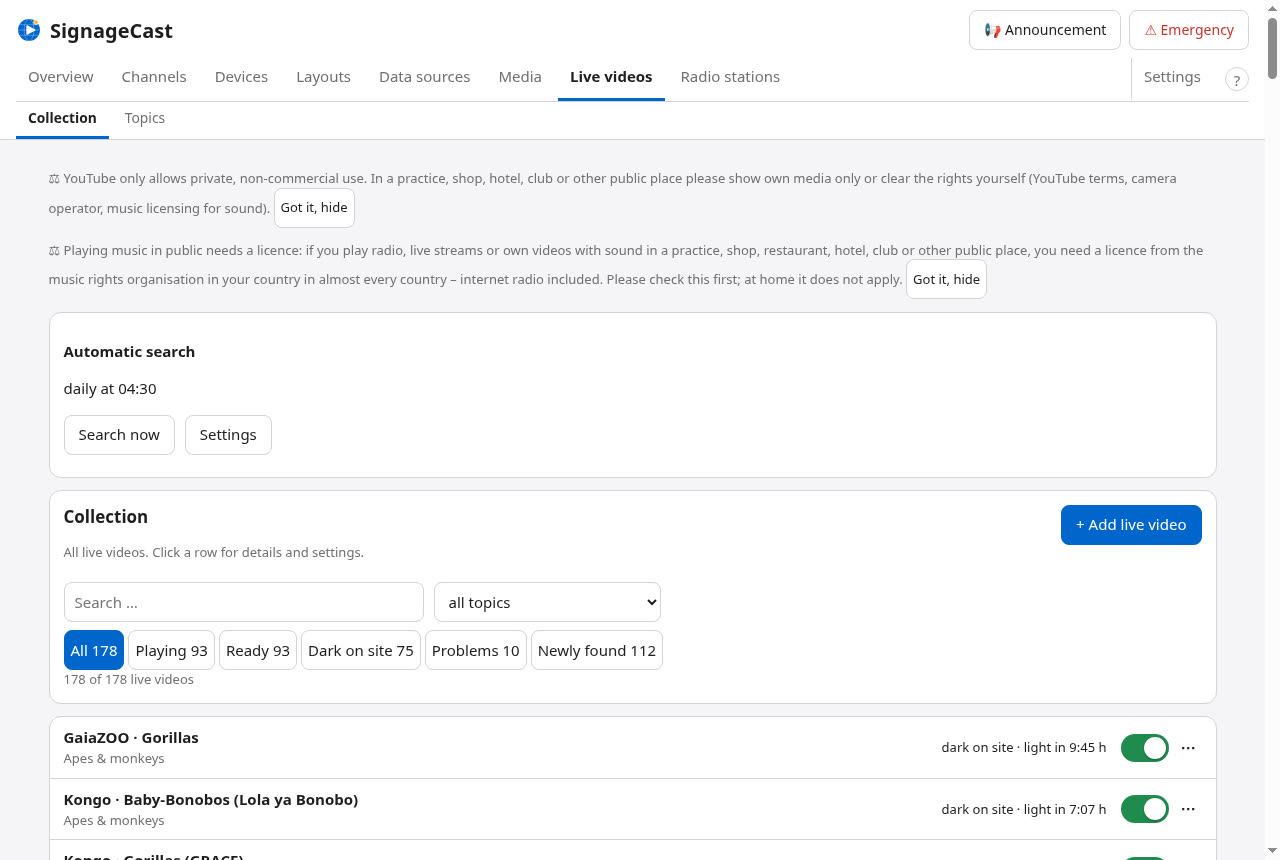 SignageCast
📢 Announcement
⚠ Emergency
Overview
Channels
Devices
Layouts
Data sources
Media
Live videos
Radio stations
Settings
?
Collection
Topics
⚖ YouTube only allows private, non-commercial use. In a practice, shop, hotel, club or other public place please show own media only or clear the rights yourself (YouTube terms, camera
operator, music licensing for sound). Got it, hide
⚖ Playing music in public needs a licence: if you play radio, live streams or own videos with sound in a practice, shop, restaurant, hotel, club or other public place, you need a licence from the
music rights organisation in your country in almost every country – internet radio included. Please check this first; at home it does not apply. Got it, hide
Automatic search
daily at 04:30
Search now
Settings
Collection
+ Add live video
All live videos. Click a row for details and settings.
Search ...
all topics
All 178
Playing 93
Ready 93
Dark on site 75
Problems 10
Newly found 112
178 of 178 live videos
GaiaZOO · Gorillas
Apes & monkeys
dark on site · light in 9:45 h
Kongo · Baby-Bonobos (Lola ya Bonobo)
Apes & monkeys
dark on site · light in 7:07 h
Kongo · Gorillas (GRACE)